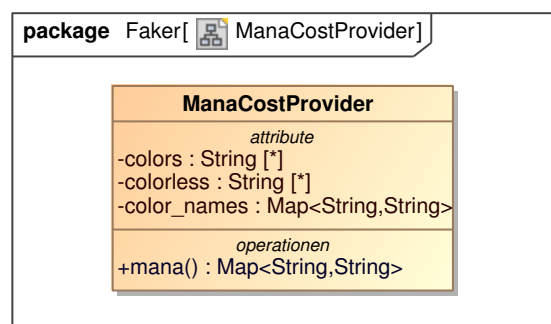 package Faker[ ManaCostProvider]
ManaCostProvider
attribute
-colors : String [*]
-colorless : String [*]
-color_names : Map<String,String>
operationen
+mana() : Map<String,String>